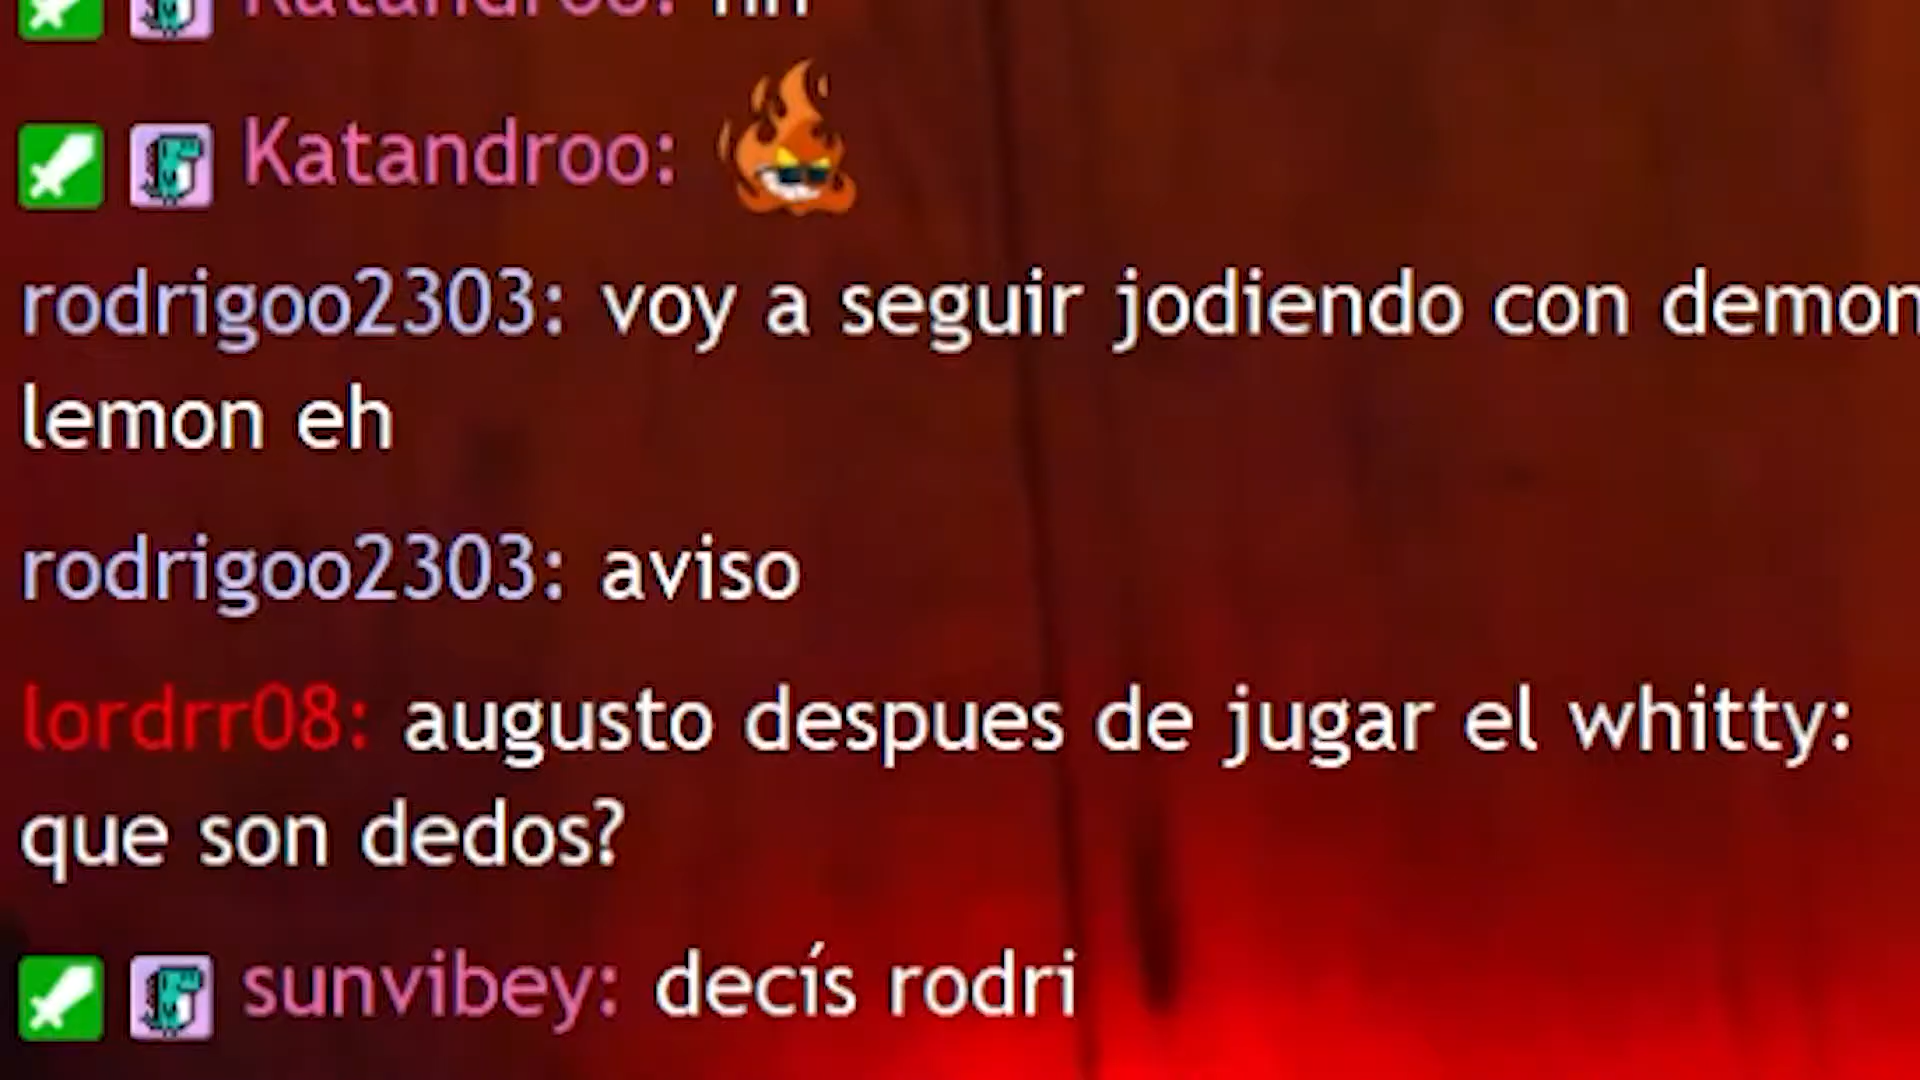 Katandroo:
Katandroo:
rodrigoo2303: voy a seguir jodiendo con demon
lemon eh
rodrigoo2303: aviso
lordrr08: augusto despues de jugar el whitty:
que son dedos?
sunvibey: decís rodri